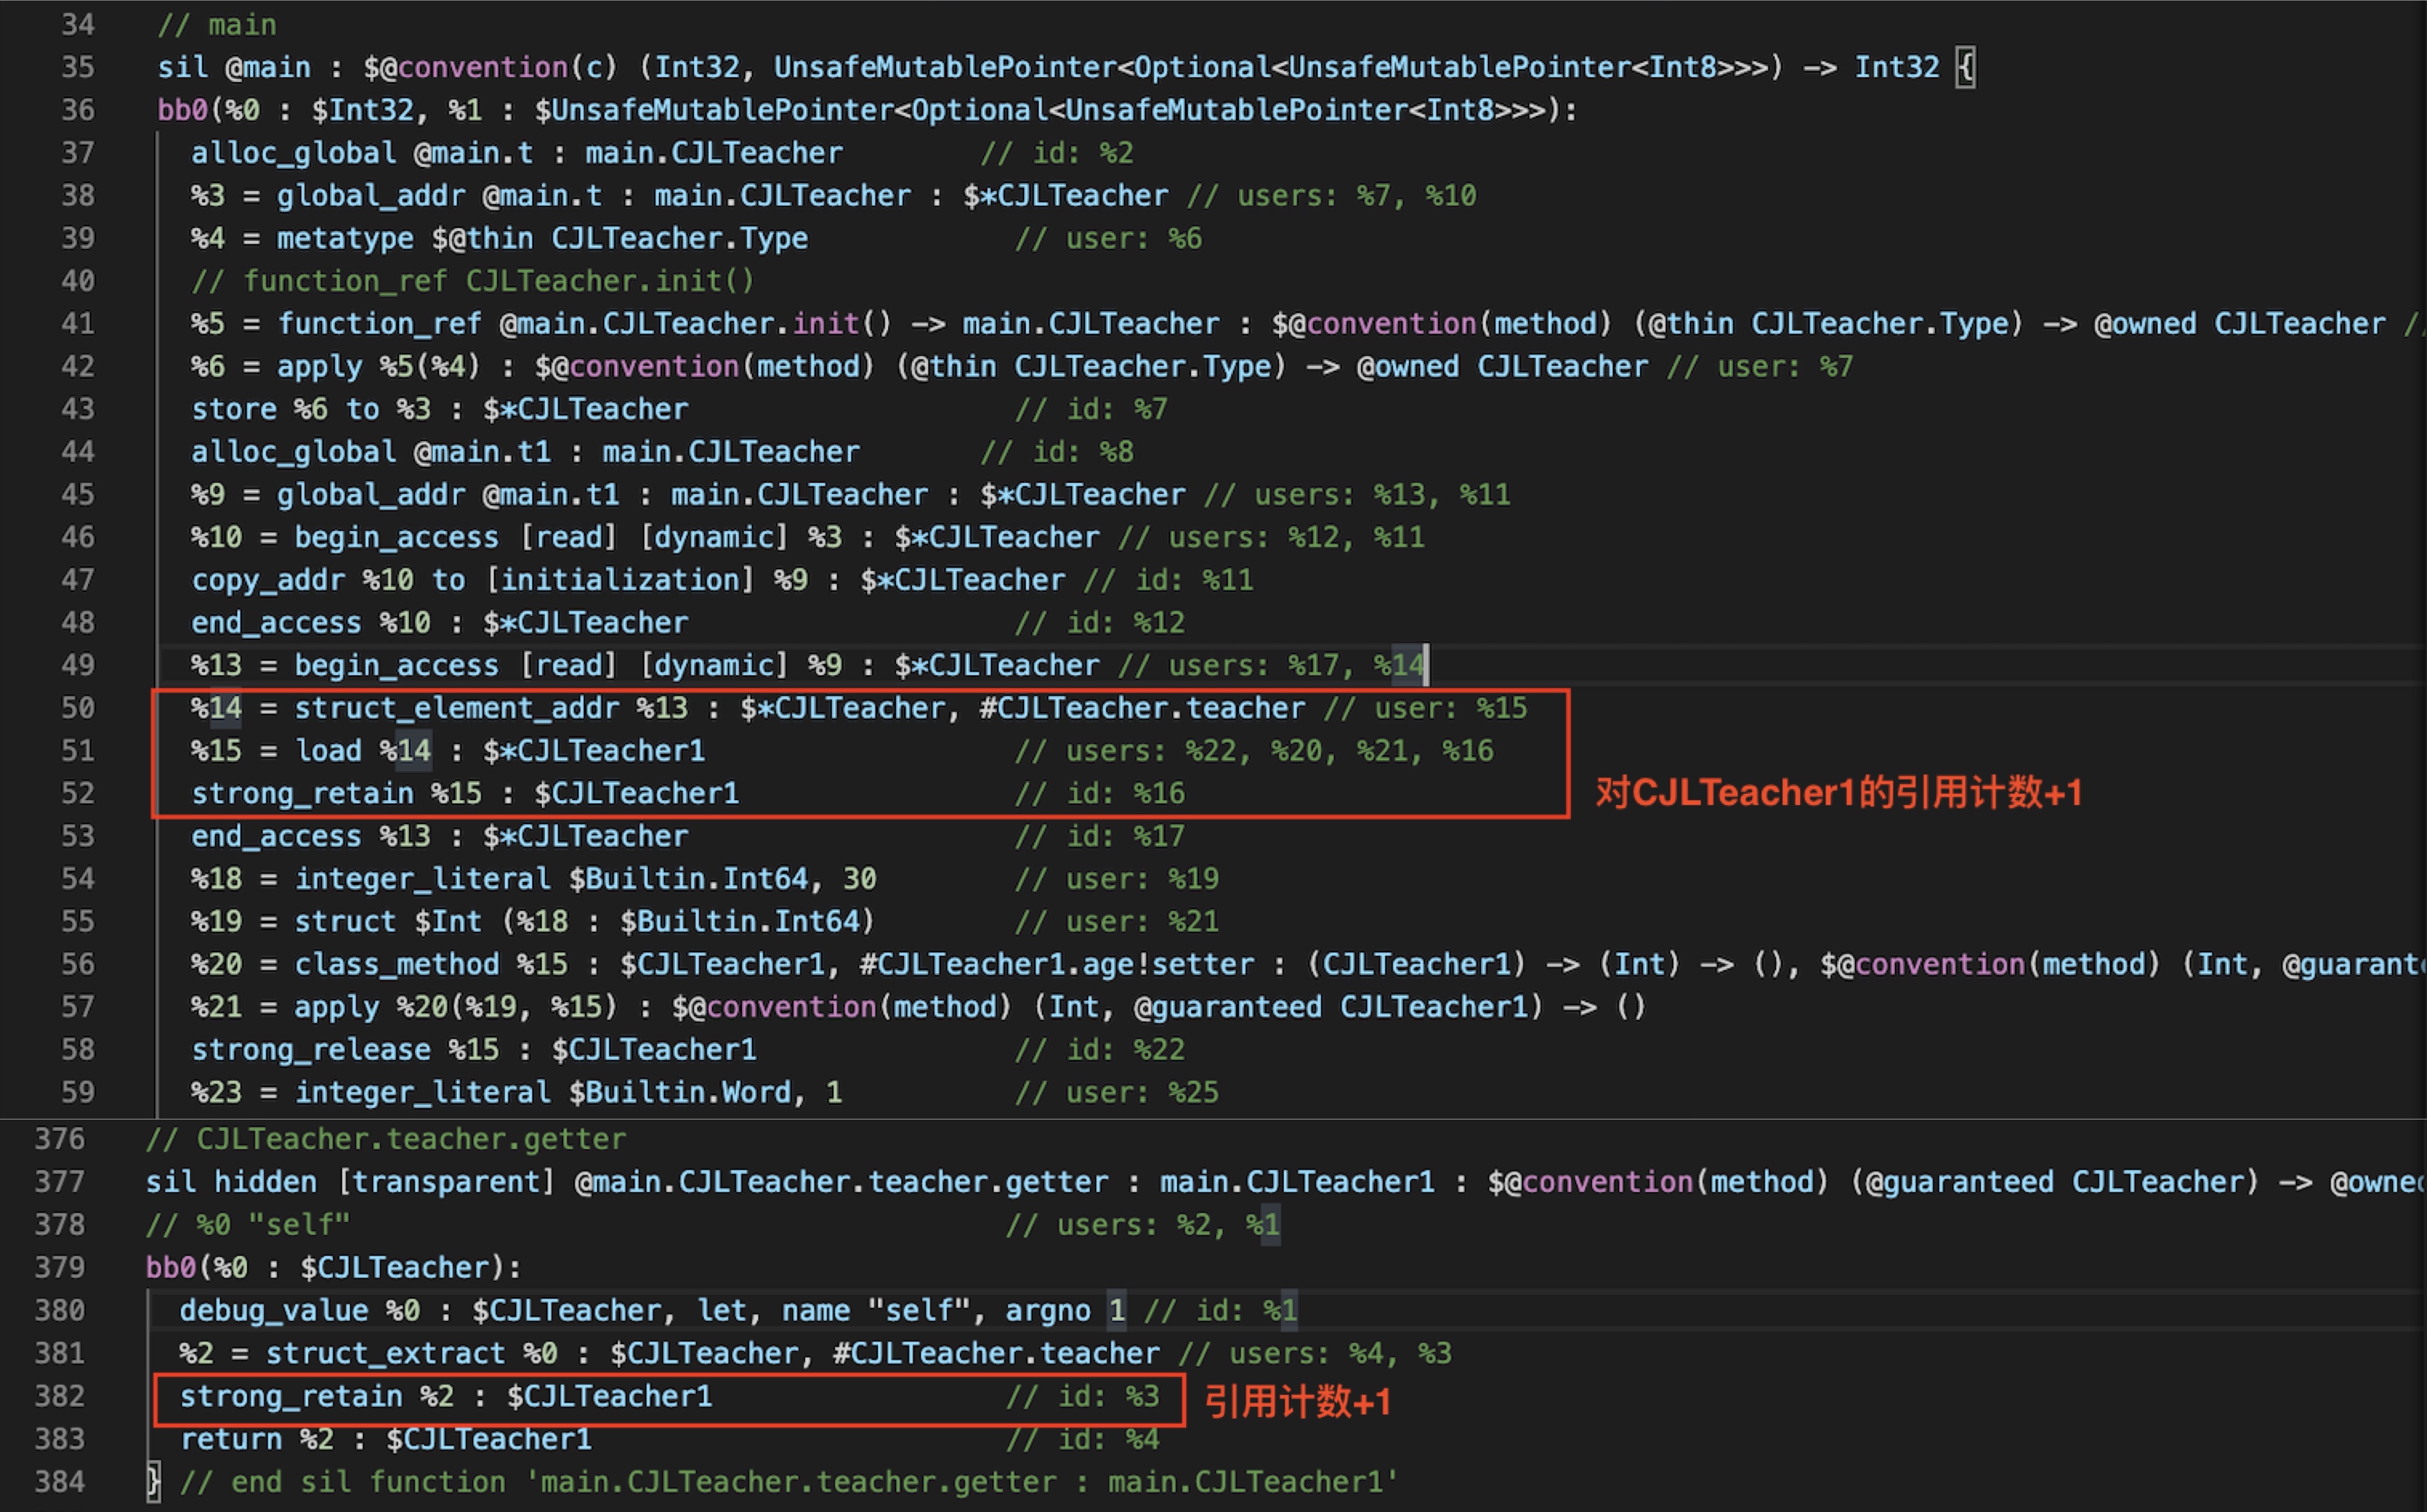 34 // main
35 sil @main : $@convention(c) (Int32, UnsafeMutablePointer<Optional<UnsafeMutablePointer<Int8>>>) -> Int32 {
36 bb0(%0 : $Int32, %1 : $UnsafeMutablePointer<Optional<UnsafeMutablePointer<Int8>>>):
37 alloc_global @main.t : main.CJLTeacher // id: %2
38 %3 = global_addr @main.t : main.CJLTeacher : $*CJLTeacher // users: %7, %10
39 %4 = metatype $@thin CJLTeacher.Type // user: %6
40 // function_ref CJLTeacher.init()
41 %5 = function_ref @main.CJLTeacher.init() -> main.CJLTeacher : $@convention(method) (@thin CJLTeacher.Type) -> @owned CJLTeacher //
42 %6 = apply %5(%4) : $@convention(method) (@thin CJLTeacher.Type) -> @owned CJLTeacher // user: %7
43 store %6 to %3 : $*CJLTeacher // id: %7
44 alloc_global @main.t1 : main.CJLTeacher // id: %8
45 %9 = global_addr @main.t1 : main.CJLTeacher : $*CJLTeacher // users: %13, %11
46 %10 = begin_access [read] [dynamic] %3 : $*CJLTeacher // users: %12, %11
47 copy_addr %10 to [initialization] %9 : $*CJLTeacher // id: %11
48 end_access %10 : $*CJLTeacher // id: %12
49 %13 = begin_access [read] [dynamic] %9 : $*CJLTeacher // users: %17, %14
50 %14 = struct_element_addr %13 : $*CJLTeacher, #CJLTeacher.teacher // user: %15
51 %15 = load %14 : $*CJLTeacher1 // users: %22, %20, %21, %16
52 strong_retain %15 : $CJLTeacher1 // id: %16 对CJLTeacher1的引用计数+1
53 end_access %13 : $*CJLTeacher // id: %17
54 %18 = integer_literal $Builtin.Int64, 30 // user: %19
55 %19 = struct $Int (%18 : $Builtin.Int64) // user: %21
56 %20 = class_method %15 : $CJLTeacher1, #CJLTeacher1.age!setter : (CJLTeacher1) -> (Int) -> (), $@convention(method) (Int, @guarant
57 %21 = apply %20(%19, %15) : $@convention(method) (Int, @guaranteed CJLTeacher1) -> ()
58 strong_release %15 : $CJLTeacher1 // id: %22
59 %23 = integer_literal $Builtin.Word, 1 // user: %25
376 // CJLTeacher.teacher.getter
377 sil hidden [transparent] @main.CJLTeacher.teacher.getter : main.CJLTeacher1 : $@convention(method) (@guaranteed CJLTeacher) -> @owne
378 // %0 "self" // users: %2, %1
379 bb0(%0 : $CJLTeacher):
380 debug_value %0 : $CJLTeacher, let, name "self", argno 1 // id: %1
381 %2 = struct_extract %0 : $CJLTeacher, #CJLTeacher.teacher // users: %4, %3
382 strong_retain %2 : $CJLTeacher1 // id: %3 引用计数+1
383 return %2 : $CJLTeacher1 // id: %4
384 } // end sil function 'main.CJLTeacher.teacher.getter : main.CJLTeacher1'